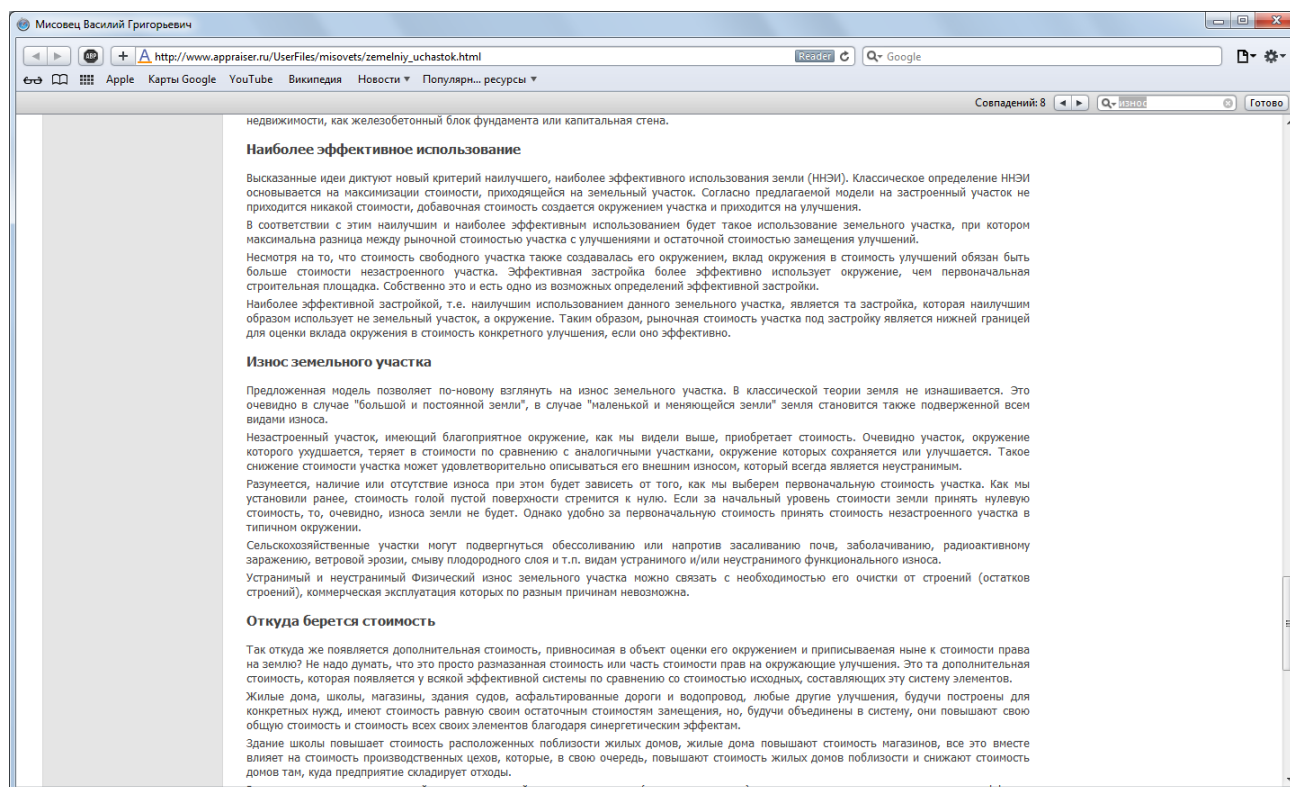 Мисовец Василий Григорьевич
http://www.appraiser.ru/UserFiles/misovets/zemelniy_uchastok.html
Reader
Google
ABP
Apple Карты Google YouTube Википедия Новости Популярн... ресурсы
Совпадений: 8
износ
Готово
недвижимости, как железобетонный блок фундамента или капитальная стена.
Наиболее эффективное использование
Высказанные идеи диктуют новый критерий наилучшего, наиболее эффективного использования земли (ННЭИ). Классическое определение ННЭИ
основывается на максимизации стоимости, приходящейся на земельный участок. Согласно предлагаемой модели на застроенный участок не
приходится никакой стоимости, добавочная стоимость создается окружением участка и приходится на улучшения.
В соответствии с этим наилучшим и наиболее эффективным использованием будет такое использование земельного участка, при котором
максимальна разница между рыночной стоимостью участка с улучшениями и остаточной стоимостью замещения улучшений.
Несмотря на то, что стоимость свободного участка также создавалась его окружением, вклад окружения в стоимость улучшений обязан быть
больше стоимости незастроенного участка. Эффективная застройка более эффективно использует окружение, чем первоначальная
строительная площадка. Собственно это и есть одно из возможных определений эффективной застройки.
Наиболее эффективной застройкой, т.е. наилучшим использованием данного земельного участка, является та застройка, которая наилучшим
образом использует не земельный участок, а окружение. Таким образом, рыночная стоимость участка под застройку является нижней границей
для оценки вклада окружения в стоимость конкретного улучшения, если оно эффективно.
Износ земельного участка
Предложенная модель позволяет по-новому взглянуть на износ земельного участка. В классической теории земля не изнашивается. Это
очевидно в случае "большой и постоянной земли", в случае "маленькой и меняющейся земли" земля становится также подверженной всем
видами износа.
Незастроенный участок, имеющий благоприятное окружение, как мы видели выше, приобретает стоимость. Очевидно участок, окружение
которого ухудшается, теряет в стоимости по сравнению с аналогичными участками, окружение которых сохраняется или улучшается. Такое
снижение стоимости участка может удовлетворительно описываться его внешним износом, который всегда является неустранимым.
Разумеется, наличие или отсутствие износа при этом будет зависеть от того, как мы выберем первоначальную стоимость участка. Как мы
установили ранее, стоимость голой пустой поверхности стремится к нулю. Если за начальный уровень стоимости земли принять нулевую
стоимость, то, очевидно, износа земли не будет. Однако удобно за первоначальную стоимость принять стоимость незастроенного участка в
типичном окружении.
Сельскохозяйственные участки могут подвергнуться обессоливанию или напротив засаливанию почв, заболачиванию, радиоактивному
заражению, ветровой эрозии, смыву плодородного слоя и т.п. видам устранимого и/или неустранимого функционального износа.
Устранимый и неустранимый Физический износ земельного участка можно связать с необходимостью его очистки от строений (остатков
строений), коммерческая эксплуатация которых по разным причинам невозможна.
Откуда берется стоимость
Так откуда же появляется дополнительная стоимость, привносимая в объект оценки его окружением и приписываемая ныне к стоимости права
на землю? Не надо думать, что это просто размазанная стоимость или часть стоимости прав на окружающие улучшения. Это та дополнительная
стоимость, которая появляется у всякой эффективной системы по сравнению со стоимостью исходных, составляющих эту систему элементов.
Жилые дома, школы, магазины, здания судов, асфальтированные дороги и водопровод, любые другие улучшения, будучи построены для
конкретных нужд, имеют стоимость равную своим остаточным стоимостям замещения, но, будучи объединены в систему, они повышают свою
общую стоимость и стоимость всех своих элементов благодаря синергетическим эффектам.
Здание школы повышает стоимость расположенных поблизости жилых домов, жилые дома повышают стоимость магазинов, все это вместе
влияет на стоимость производственных цехов, которые, в свою очередь, повышают стоимость жилых домов поблизости и снижают стоимость
домов там, куда предприятие складирует отходы.